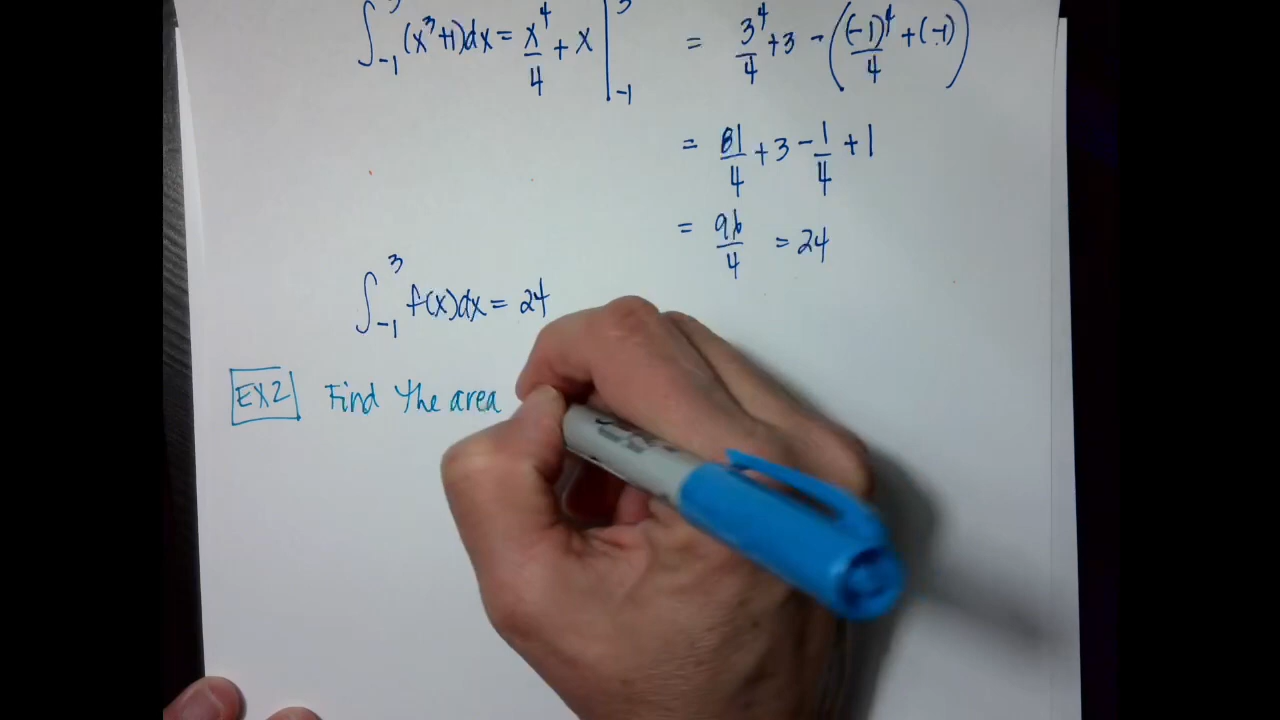 ∫_{-1}^{3} (x³+1)dx = x⁴/4 + x |_{-1}^{3} = 3⁴/4 + 3 - ((-1)⁴/4 + (-1))
= 81/4 + 3 - 1/4 + 1
= 96/4 = 24
∫_{-1}^{3} f(x)dx = 24
EX2 Find the area